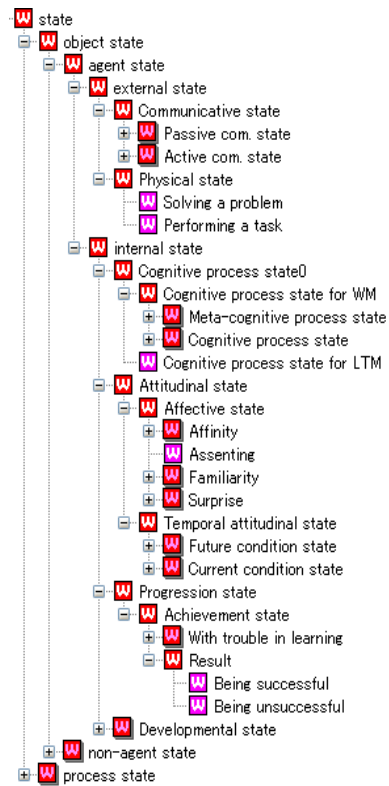 state
object state
agent state
external state
Communicative state
Passive com. state
Active com. state
Physical state
Solving a problem
Performing a task
internal state
Cognitive process state0
Cognitive process state for WM
Meta-cognitive process state
Cognitive process state
Cognitive process state for LTM
Attitudinal state
Affective state
Affinity
Assenting
Familiarity
Surprise
Temporal attitudinal state
Future condition state
Current condition state
Progression state
Achievement state
With trouble in learning
Result
Being successful
Being unsuccessful
Developmental state
non-agent state
process state